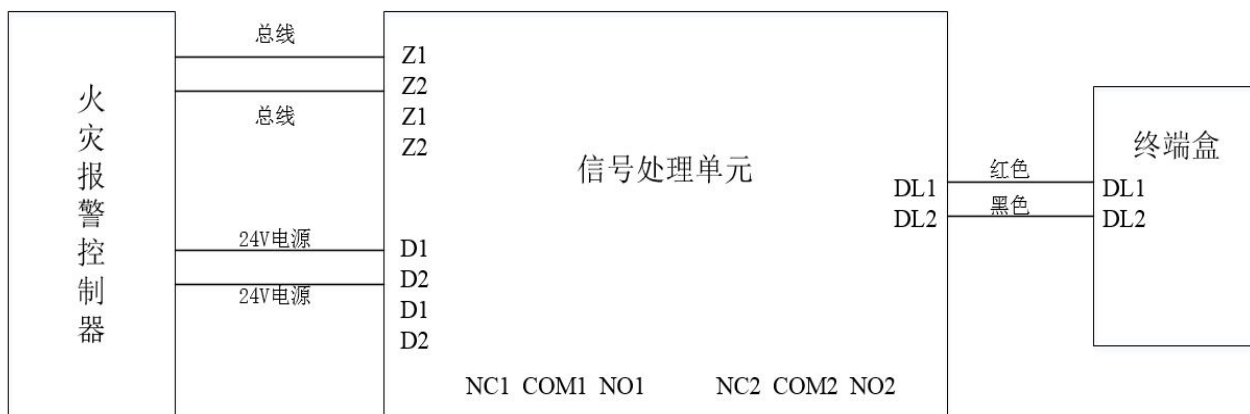 火灾报警控制器
总线
总线
24V电源
24V电源
Z1
Z2
Z1
Z2
D1
D2
D1
D2
信号处理单元
NC1 COM1 NO1
NC2 COM2 NO2
DL1
DL2
红色
黑色
终端盒
DL1
DL2